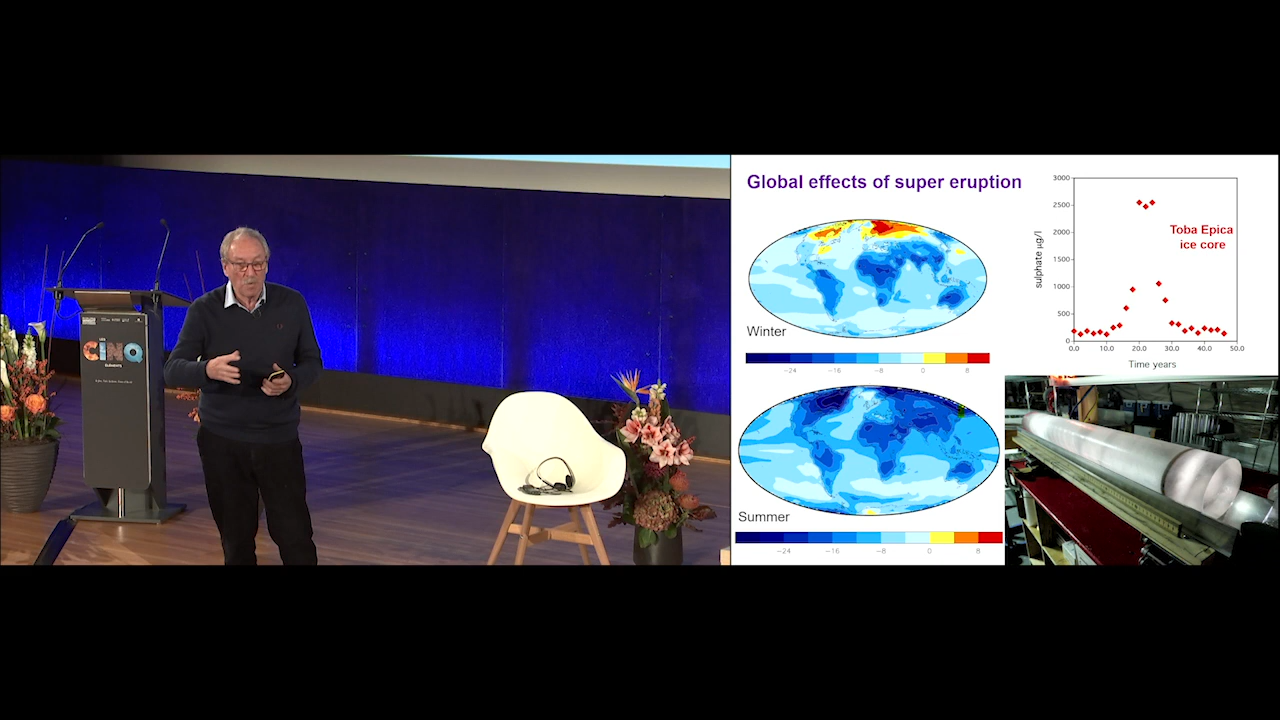 CINQ
ÉLÉMENTS
Global effects of super eruption
Winter
−24
−16
−8
0
8
Summer
−24
−16
−8
0
8
3000
2500
2000
1500
1000
500
0
sulphate µg/l
Toba Epica
ice core
0.0
10.0
20.0
30.0
40.0
50.0
Time years